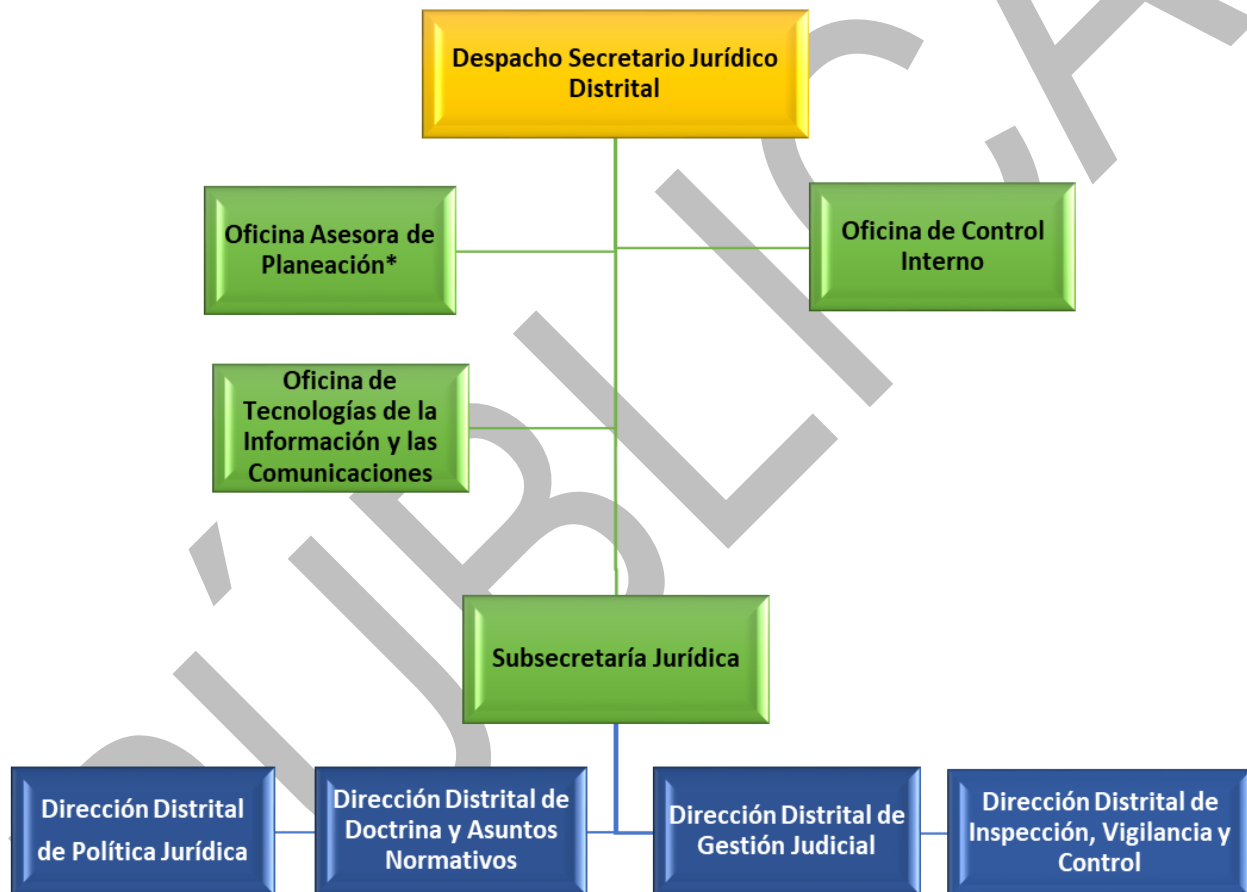 Despacho Secretario Jurídico
Distrital
Oficina Asesora de
Planeación*
Oficina de Control
Interno
Oficina de
Tecnologías de la
Información y las
Comunicaciones
Subsecretaría Jurídica
Dirección Distrital
de Política Jurídica
Dirección Distrital de
Doctrina y Asuntos
Normativos
Dirección Distrital de
Gestión Judicial
Dirección Distrital de
Inspección, Vigilancia y
Control
PÚBLICA